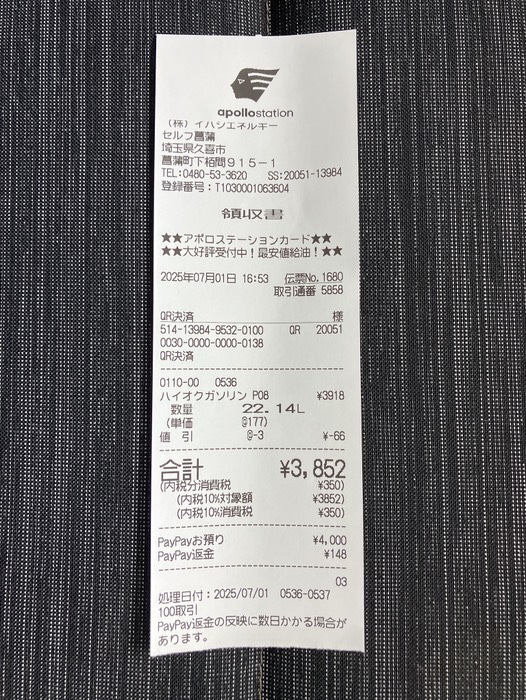 apollostation
(株)イハシエネルギー
セルフ菖蒲
埼玉県久喜市
菖蒲町下栢間915-1
TEL:0480-53-3620 SS:20051-13984
登録番号:T1030001063604
領収書
★★アポロステーションカード★★
★★大好評受付中!最安値給油!★★
2025年07月01日 16:53 伝票No.1680
取引通番 5858
QR決済 様
514-13984-9532-0100 QR 20051
0030-0000-0000-0138
QR決済
0110-00 0536
ハイオクガソリン P08 ¥3918
数量 22.14L
(単価 @177)
値引 @-3 ¥-66
合計 ¥3,852
(内税分消費税 ¥350)
(内税10%対象額 ¥3852)
(内税10%消費税 ¥350)
PayPayお預り ¥4,000
PayPay返金 ¥148
03
処理日付:2025/07/01 0536-0537
100取引
PayPay返金の反映に数日かかる場合が
あります。